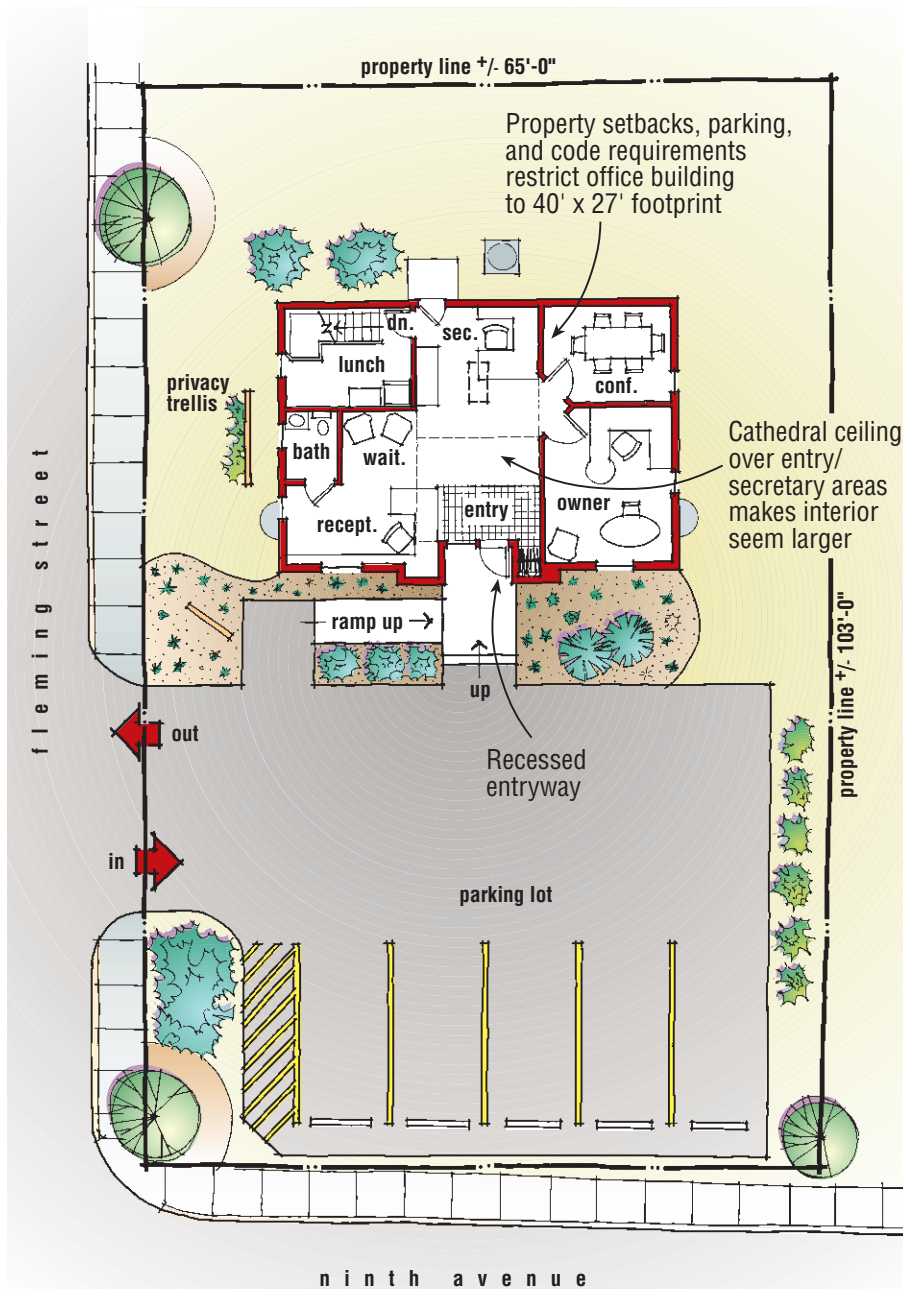 property line +/- 65'-0"
Property setbacks, parking,
and code requirements
restrict office building
to 40' x 27' footprint
dn.
sec.
lunch
conf.
privacy
trellis
bath
wait.
Cathedral ceiling
over entry/
secretary areas
makes interior
seem larger
entry
owner
recept.
fleming street
ramp up
up
property line +/- 103'-0"
out
Recessed
entryway
in
parking lot
ninth avenue